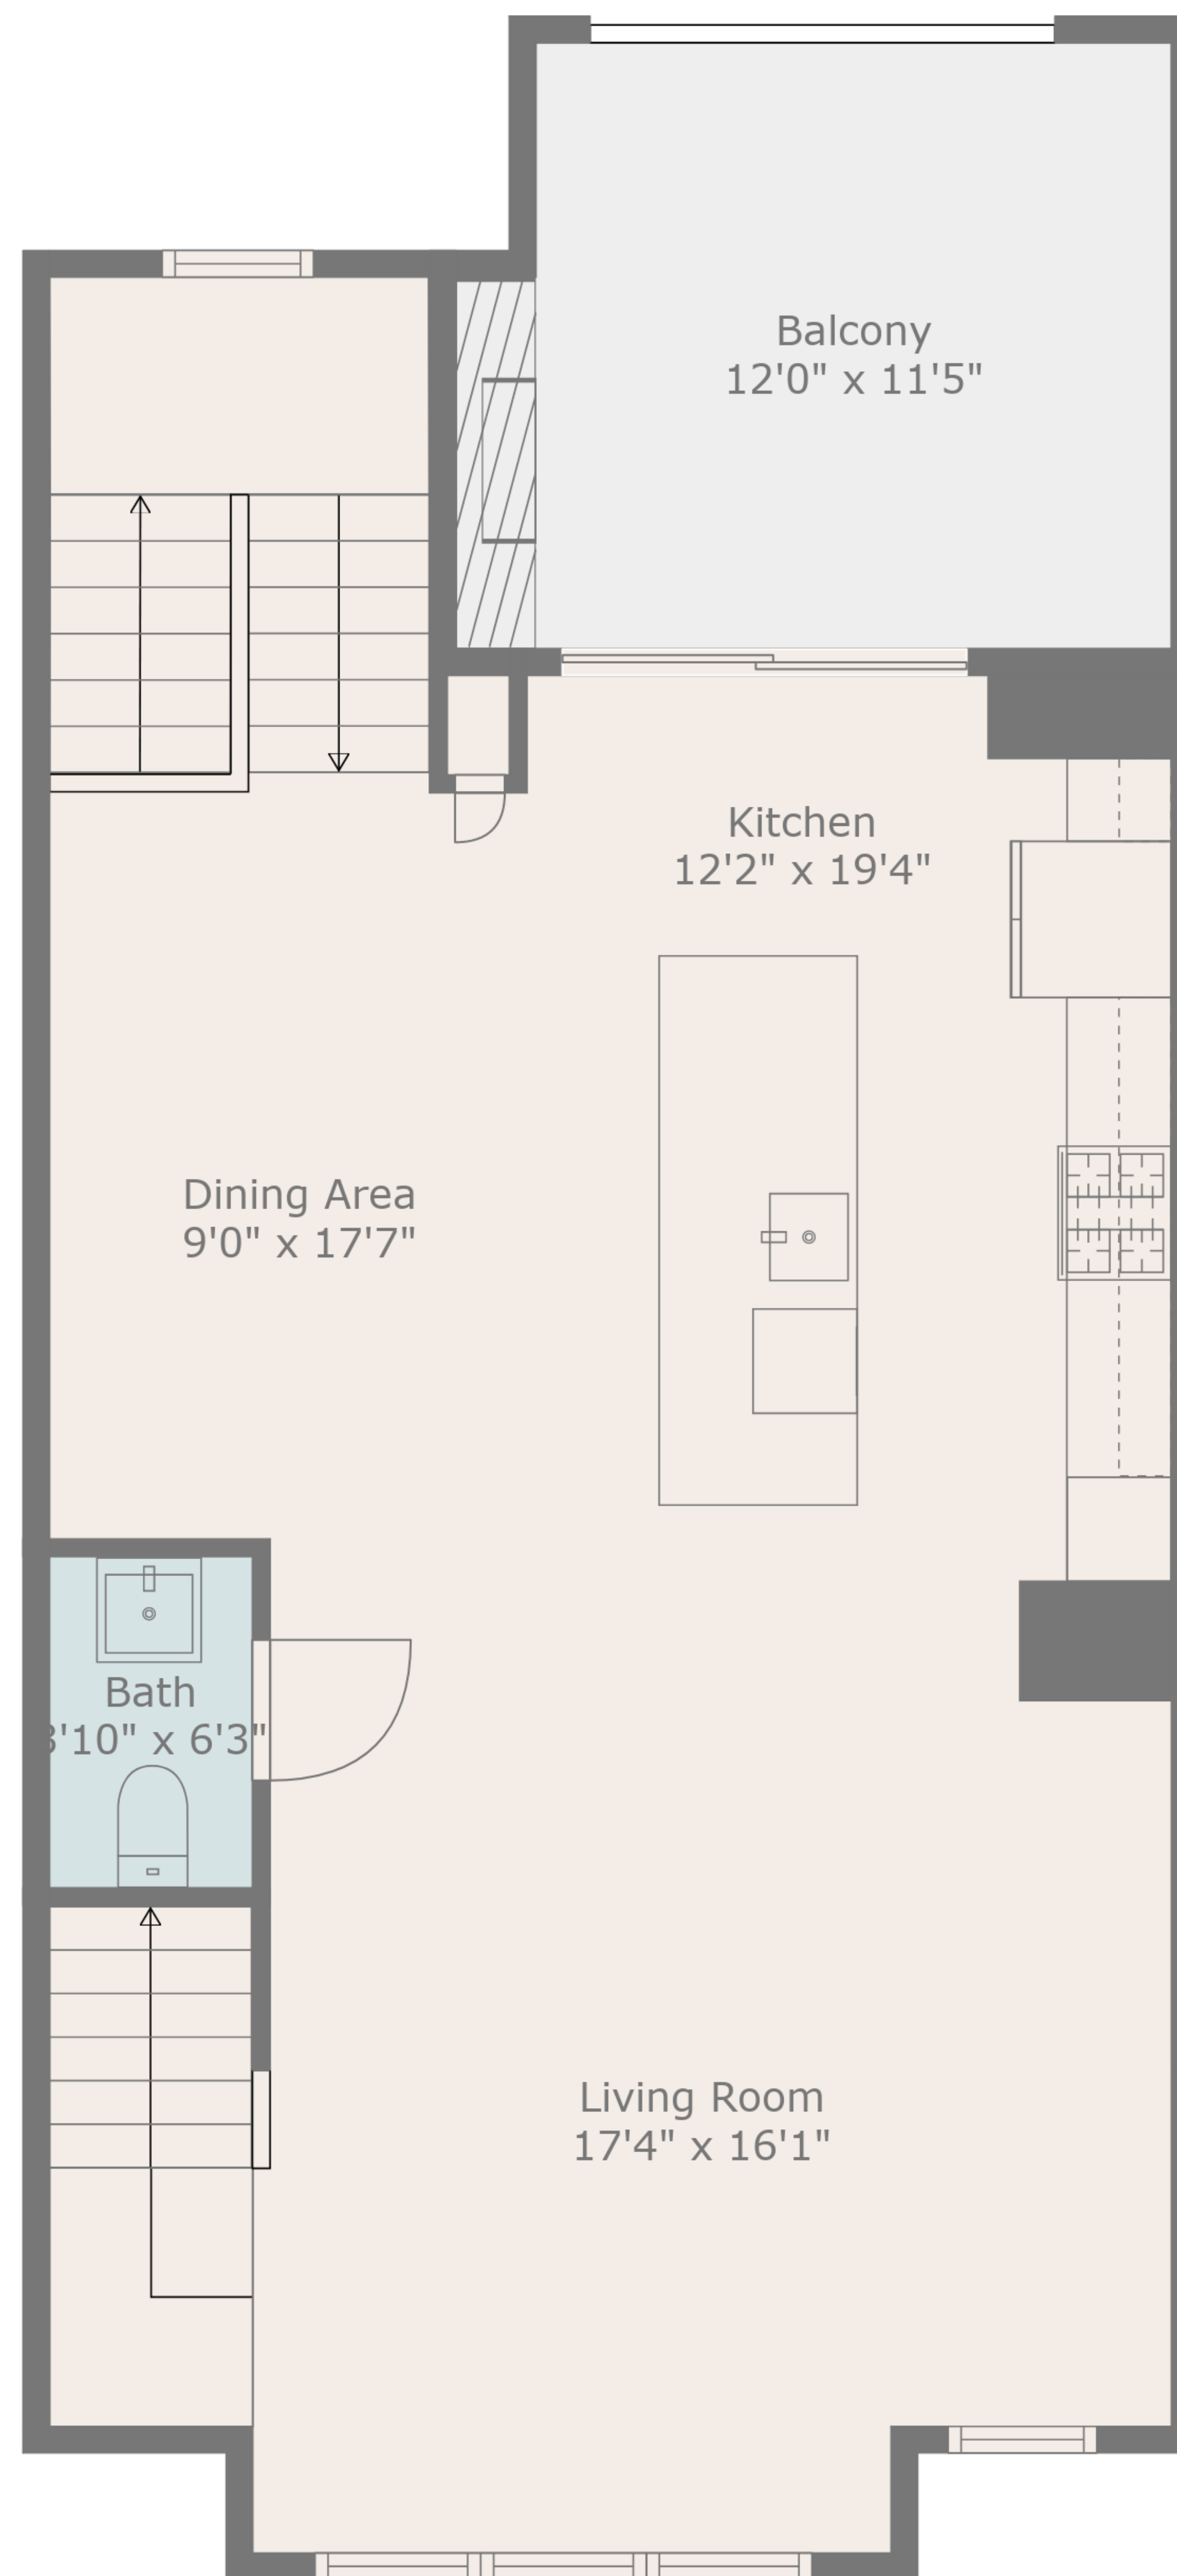 Balcony
12'0" x 11'5"
Kitchen
12'2" x 19'4"
Dining Area
9'0" x 17'7"
Bath
3'10" x 6'3"
Living Room
17'4" x 16'1"